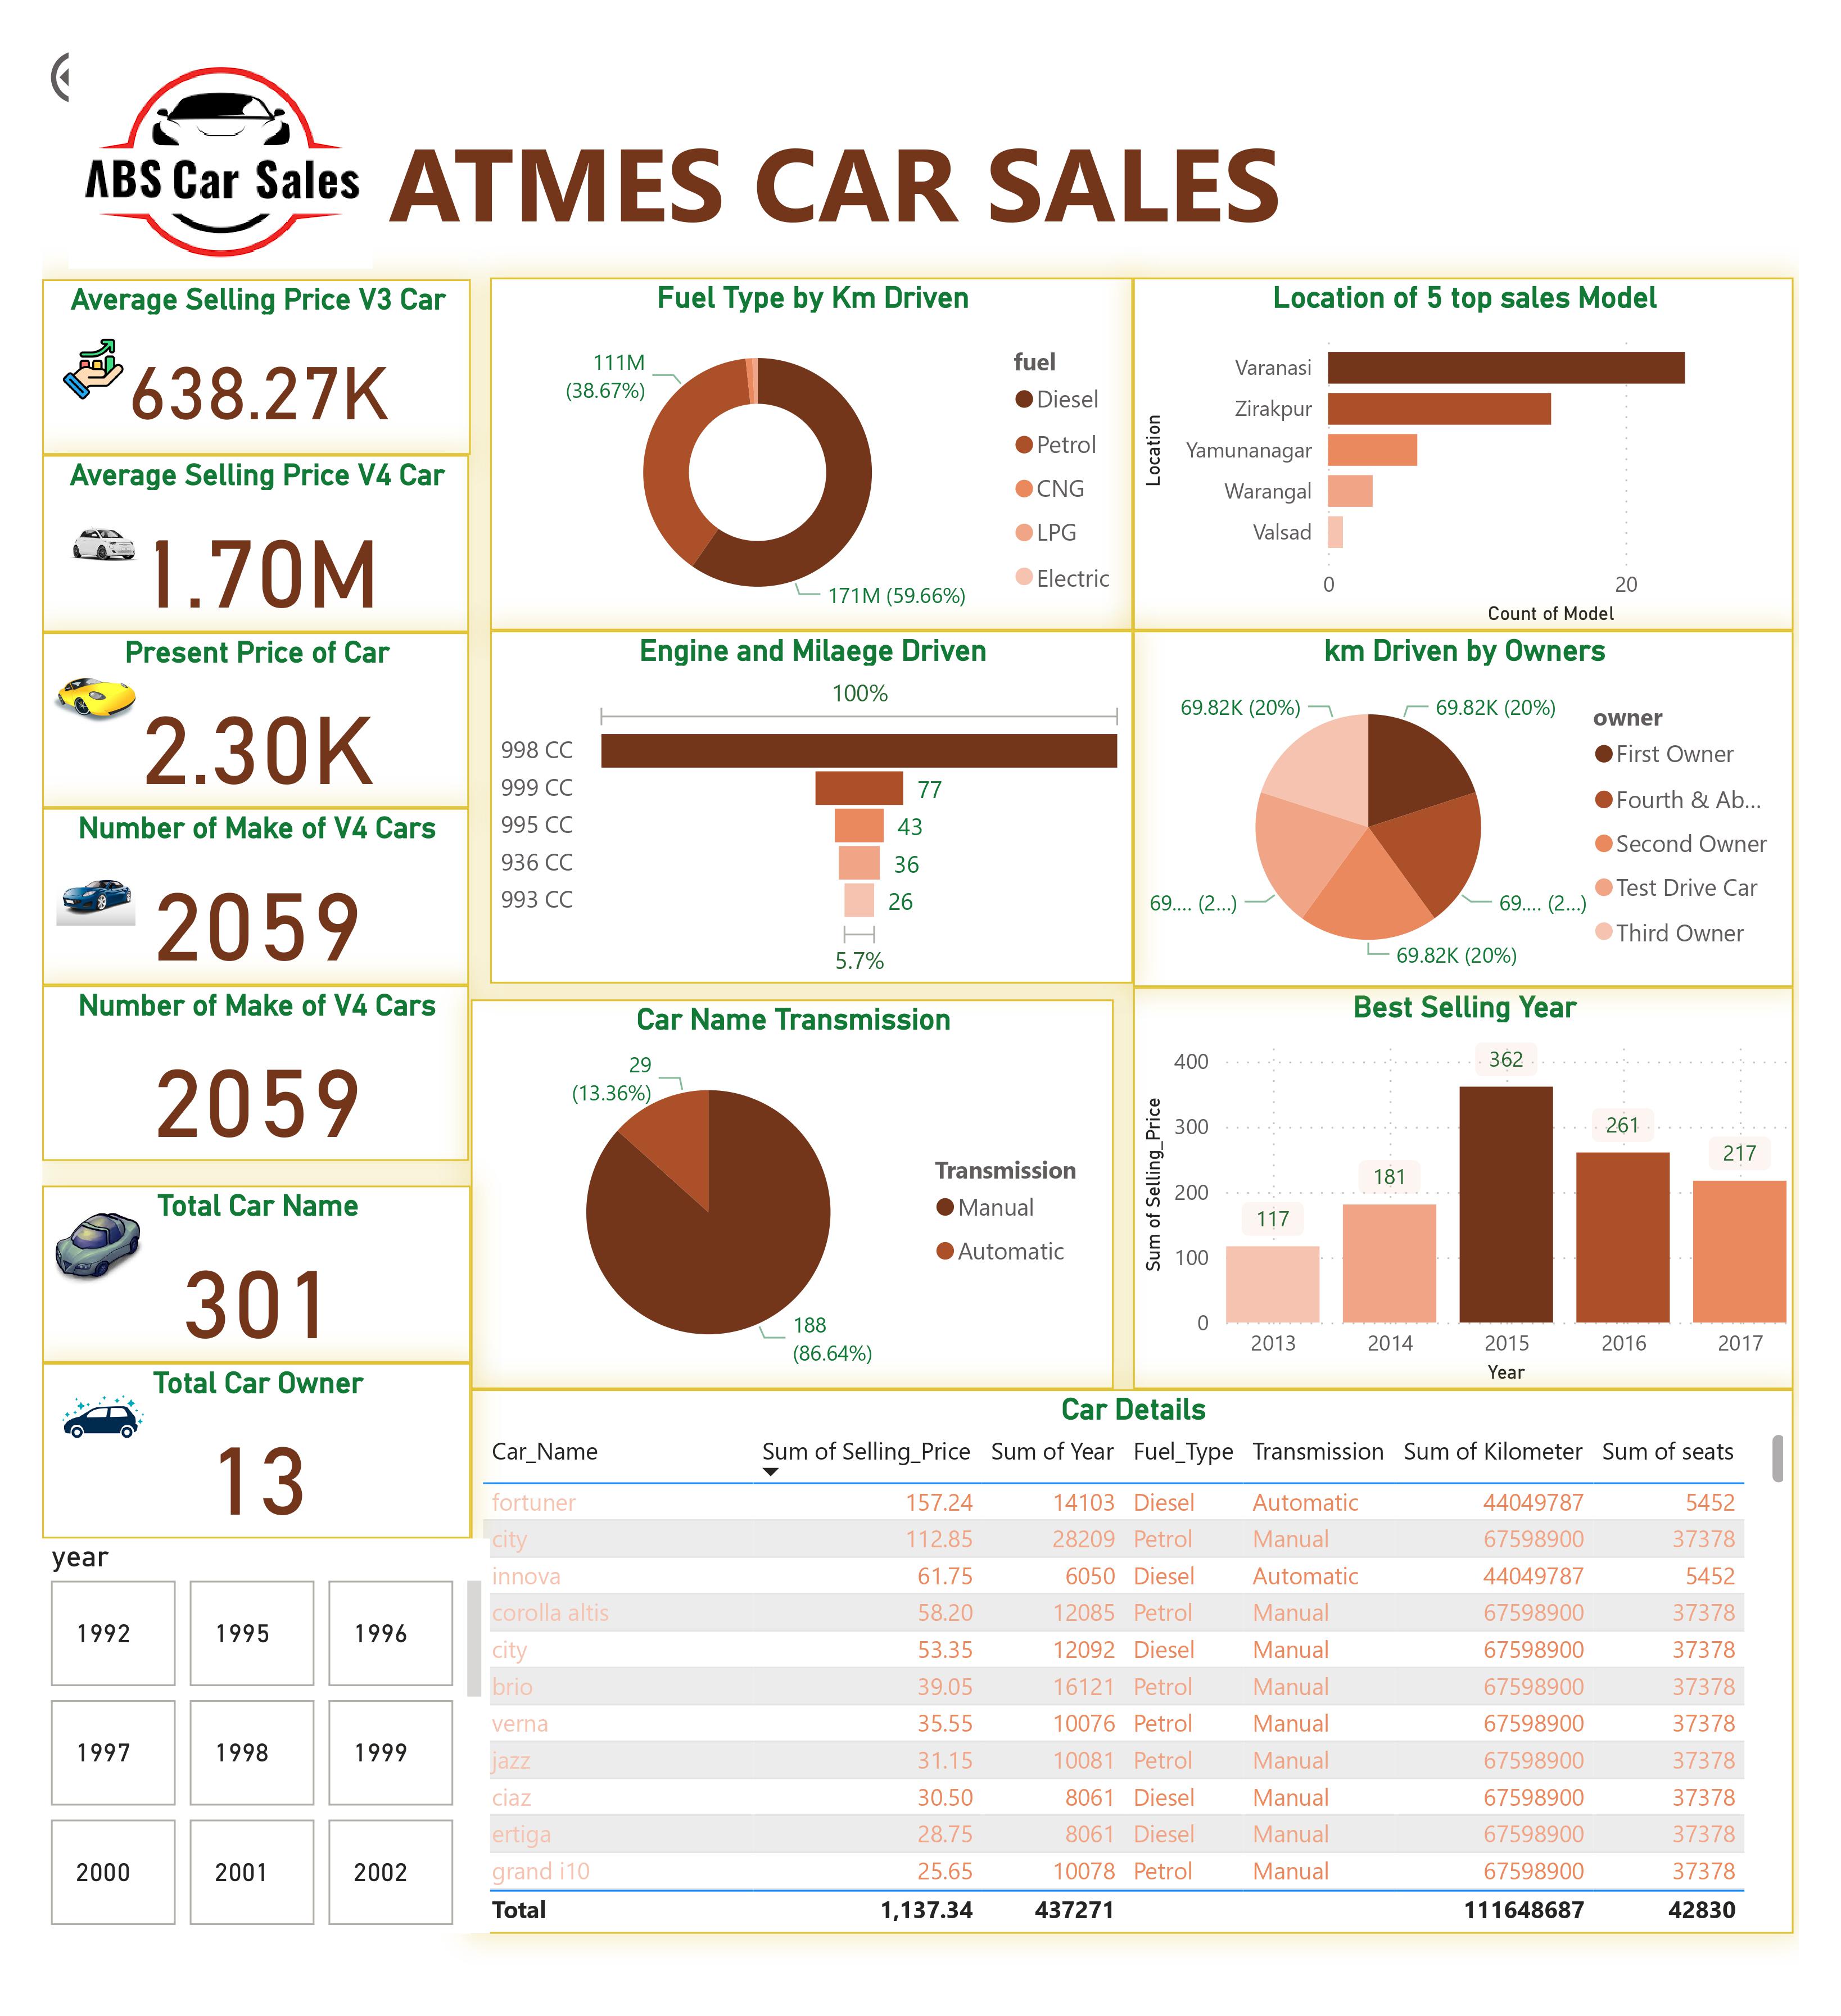 ABS Car Sales
ATMES CAR SALES
Average Selling Price V3 Car
638.27K
Average Selling Price V4 Car
1.70M
Present Price of Car
2.30K
Number of Make of V4 Cars
2059
Number of Make of V4 Cars
2059
Total Car Name
301
Total Car Owner
13
year
1992 1995 1996
1997 1998 1999
2000 2001 2002
Fuel Type by Km Driven
111M
(38.67%)
171M (59.66%)
fuel
Diesel
Petrol
CNG
LPG
Electric
Location of 5 top sales Model
Location
Varanasi
Zirakpur
Yamunanagar
Warangal
Valsad
0 20
Count of Model
Engine and Milaege Driven
100%
998 CC
999 CC 77
995 CC 43
936 CC 36
993 CC 26
5.7%
km Driven by Owners
69.82K (20%) 69.82K (20%)
69.... (2...) 69.... (2...)
69.82K (20%)
owner
First Owner
Fourth & Ab...
Second Owner
Test Drive Car
Third Owner
Car Name Transmission
29
(13.36%)
188
(86.64%)
Transmission
Manual
Automatic
Best Selling Year
Sum of Selling_Price
400
300
200
100
0
117 181 362 261 217
2013 2014 2015 2016 2017
Year
Car Details
Car_Name Sum of Selling_Price Sum of Year Fuel_Type Transmission Sum of Kilometer Sum of seats
fortuner 157.24 14103 Diesel Automatic 44049787 5452
city 112.85 28209 Petrol Manual 67598900 37378
innova 61.75 6050 Diesel Automatic 44049787 5452
corolla altis 58.20 12085 Petrol Manual 67598900 37378
city 53.35 12092 Diesel Manual 67598900 37378
brio 39.05 16121 Petrol Manual 67598900 37378
verna 35.55 10076 Petrol Manual 67598900 37378
jazz 31.15 10081 Petrol Manual 67598900 37378
ciaz 30.50 8061 Diesel Manual 67598900 37378
ertiga 28.75 8061 Diesel Manual 67598900 37378
grand i10 25.65 10078 Petrol Manual 67598900 37378
Total 1,137.34 437271 111648687 42830